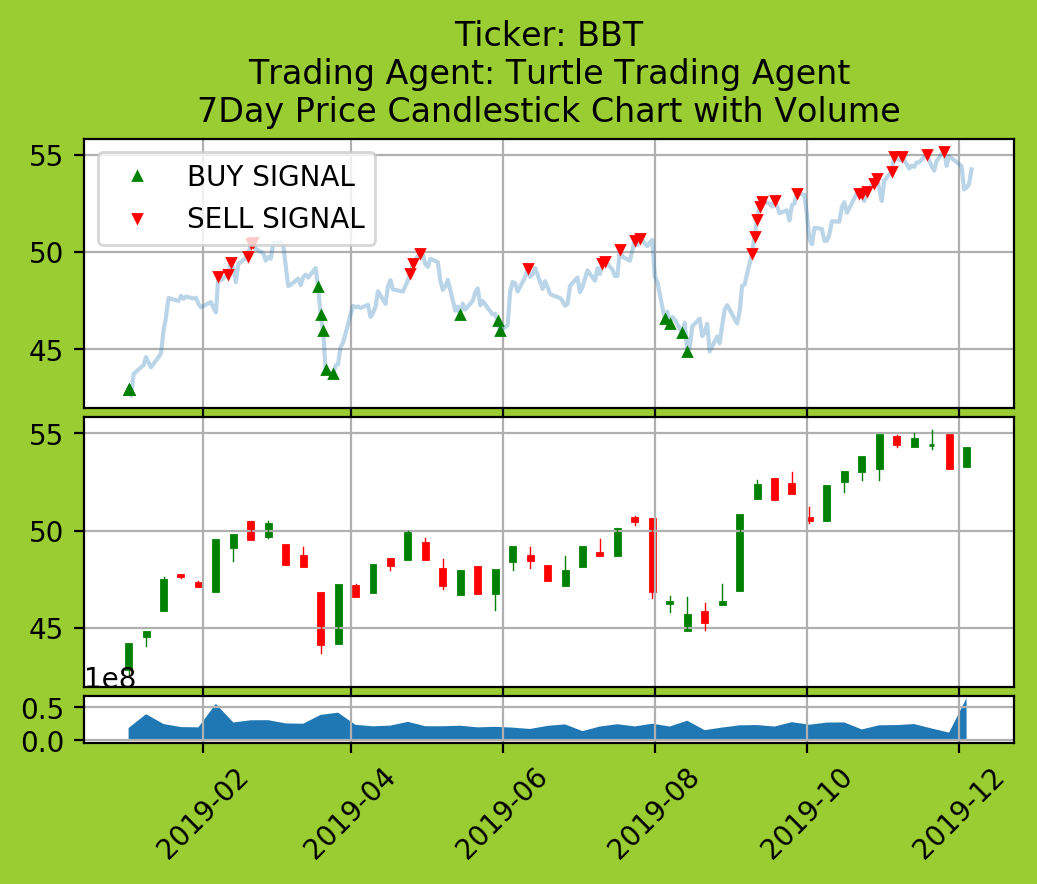 Ticker: BBT
Trading Agent: Turtle Trading Agent
7Day Price Candlestick Chart with Volume
BUY SIGNAL
SELL SIGNAL
55
50
45
55
50
45
1e8
0.5
0.0
2019-02
2019-04
2019-06
2019-08
2019-10
2019-12